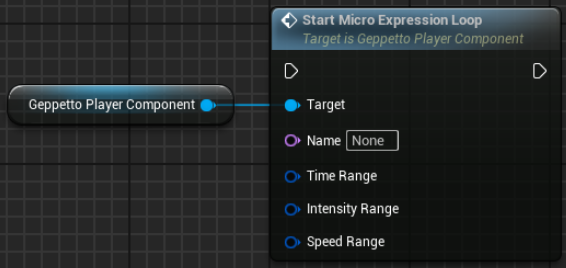 Start Micro Expression Loop
Target is Geppetto Player Component
Geppetto Player Component
Target
Name None
Time Range
Intensity Range
Speed Range